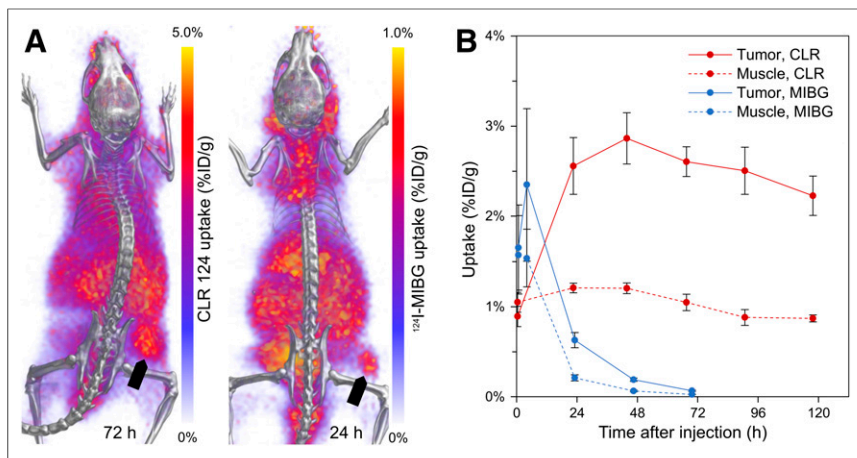 A
5.0%
CLR 124 uptake (%ID/g)
0%
72 h
1.0%
¹²⁴I-MIBG uptake (%ID/g)
0%
24 h
B
4%
3%
2%
1%
0%
Uptake (%ID/g)
Tumor, CLR
Muscle, CLR
Tumor, MIBG
Muscle, MIBG
0 24 48 72 96 120
Time after injection (h)